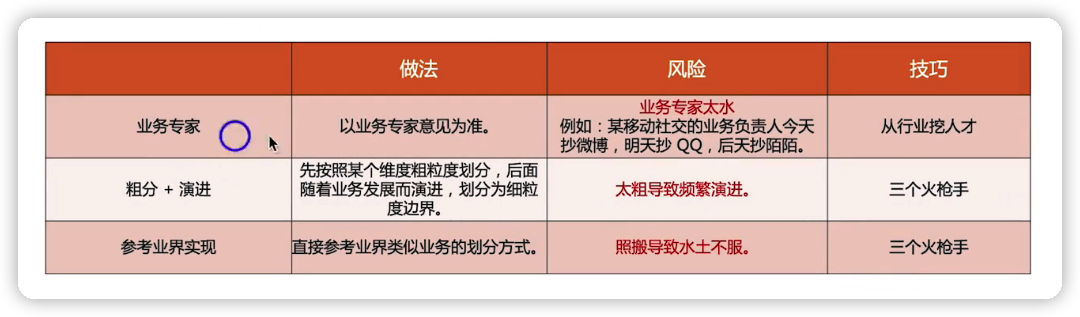 做法
风险
技巧
业务专家
以业务专家意见为准。
业务专家太水
例如：某移动社交的业务负责人今天
抄微博，明天抄 QQ，后天抄陌陌。
从行业挖人才
粗分 + 演进
先按照某个维度粗粒度划分，后面
随着业务发展而演进，划分为细粒
度边界。
太粗导致频繁演进。
三个火枪手
参考业界实现
直接参考业界类似业务的划分方式。
照搬导致水土不服。
三个火枪手